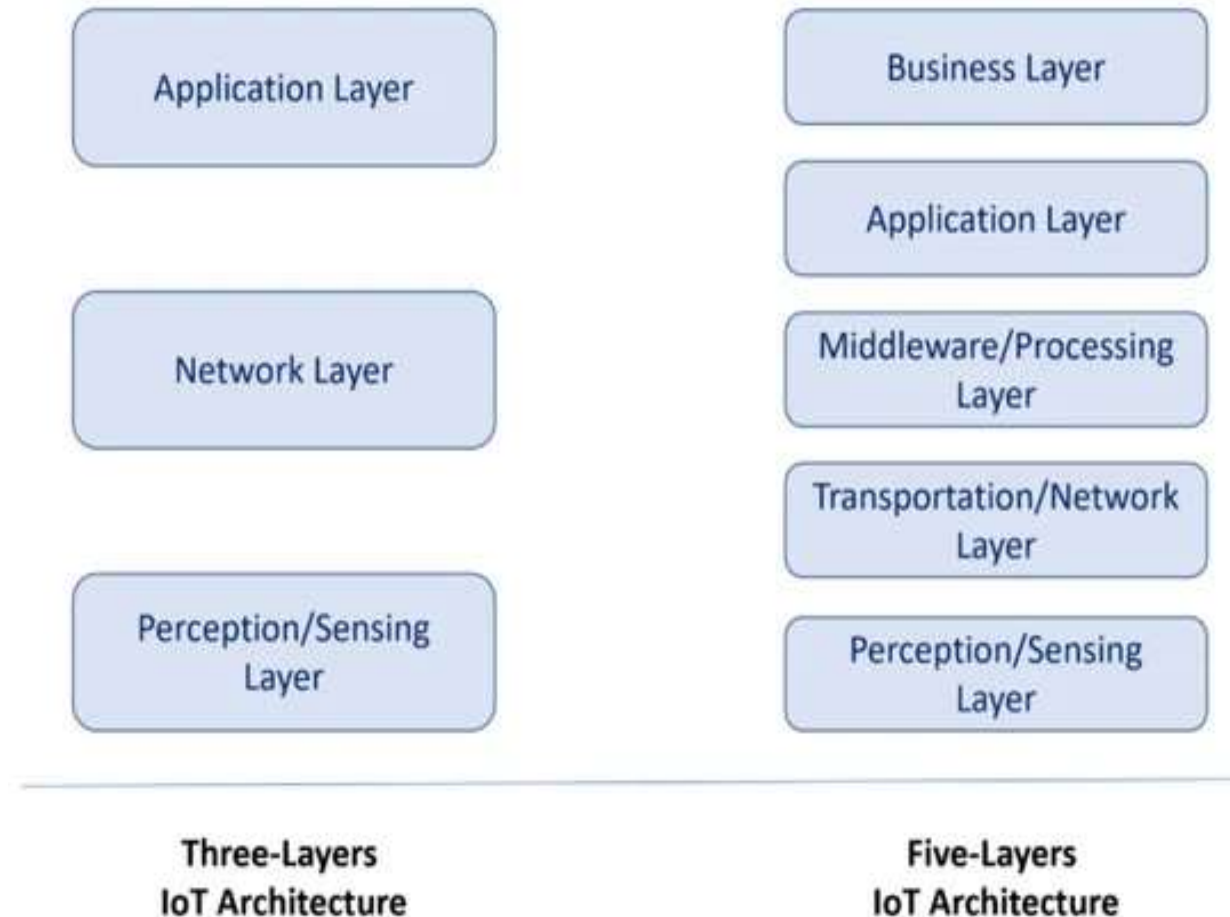 Application Layer
Network Layer
Perception/Sensing
Layer
Three-Layers
IoT Architecture
Business Layer
Application Layer
Middleware/Processing
Layer
Transportation/Network
Layer
Perception/Sensing
Layer
Five-Layers
IoT Architecture